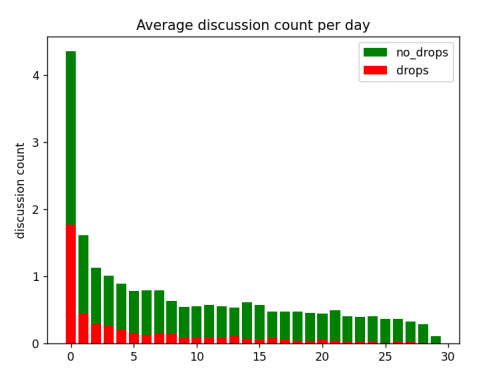 Average discussion count per day
no_drops
drops
4
3
2
1
0
discussion count
0 5 10 15 20 25 30